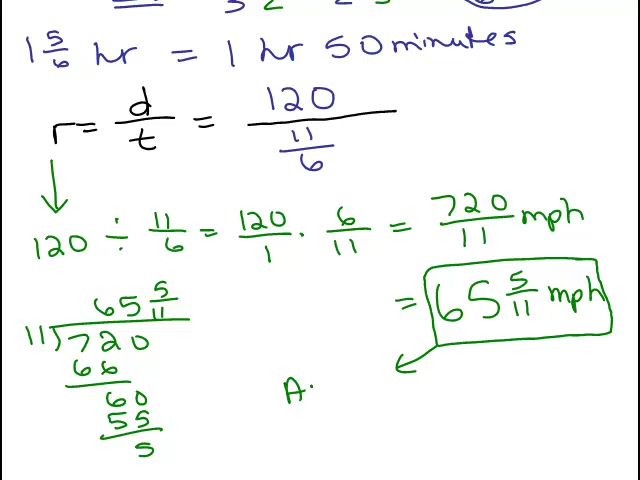 1 5/6 hr = 1 hr 50 minutes
r = d/t = 120/(11/6)
120 ÷ 11/6 = 120/1 · 6/11 = 720/11 mph
= 65 5/11 mph
65 5/11
11)720
66
60
55
5
A.